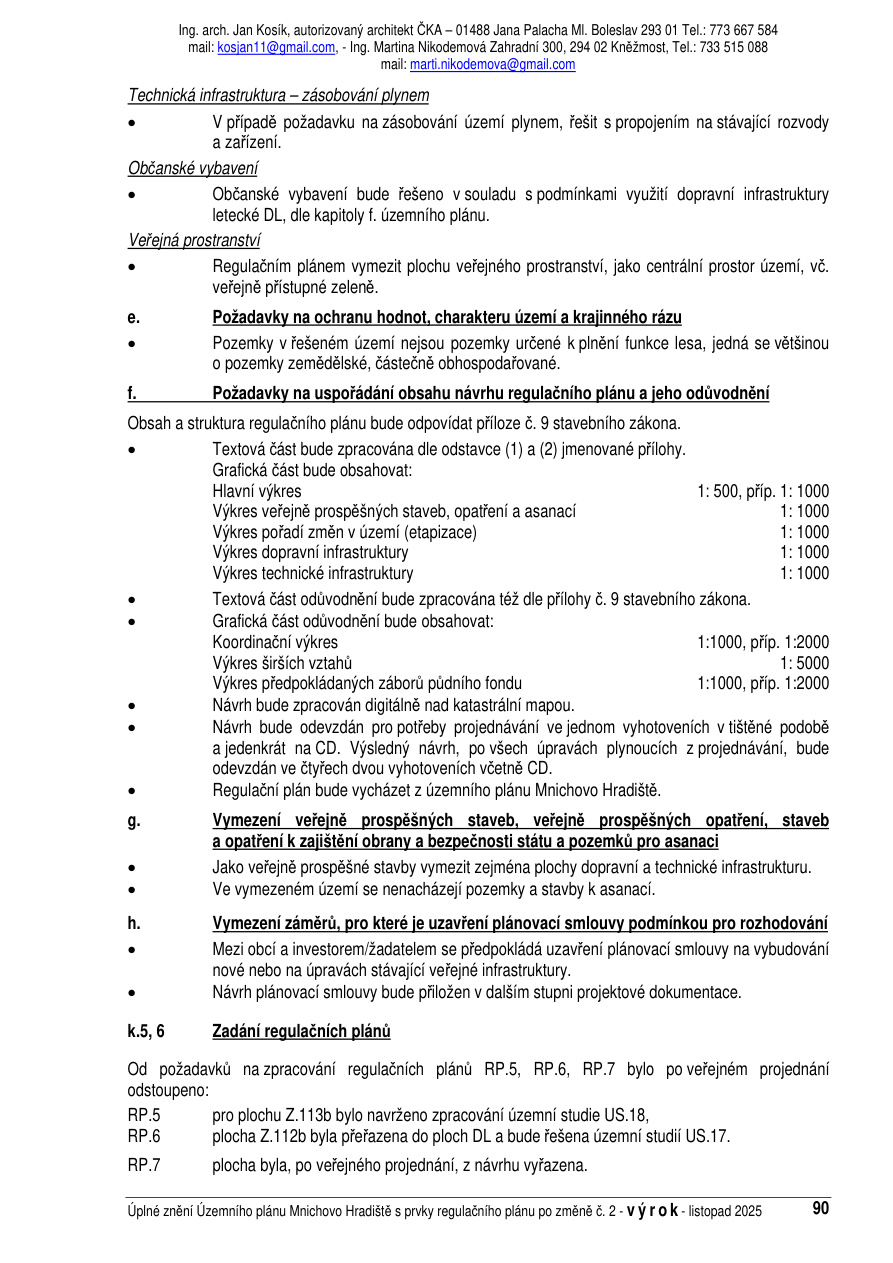 Ing. arch. Jan Kosík, autorizovaný architekt ČKA – 01488 Jana Palacha Ml. Boleslav 293 01 Tel.: 773 667 584
mail: kosjan11@gmail.com, - Ing. Martina Nikodemová Zahradní 300, 294 02 Kněžmost, Tel.: 733 515 088
mail: marti.nikodemova@gmail.com
Technická infrastruktura – zásobování plynem
• V případě požadavku na zásobování území plynem, řešit s propojením na stávající rozvody
a zařízení.
Občanské vybavení
• Občanské vybavení bude řešeno v souladu s podmínkami využití dopravní infrastruktury
letecké DL, dle kapitoly f. územního plánu.
Veřejná prostranství
• Regulačním plánem vymezit plochu veřejného prostranství, jako centrální prostor území, vč.
veřejně přístupné zeleně.
e. Požadavky na ochranu hodnot, charakteru území a krajinného rázu
• Pozemky v řešeném území nejsou pozemky určené k plnění funkce lesa, jedná se většinou
o pozemky zemědělské, částečně obhospodařované.
f. Požadavky na uspořádání obsahu návrhu regulačního plánu a jeho odůvodnění
Obsah a struktura regulačního plánu bude odpovídat příloze č. 9 stavebního zákona.
• Textová část bude zpracována dle odstavce (1) a (2) jmenované přílohy.
Grafická část bude obsahovat:
Hlavní výkres 1: 500, příp. 1: 1000
Výkres veřejně prospěšných staveb, opatření a asanací 1: 1000
Výkres pořadí změn v území (etapizace) 1: 1000
Výkres dopravní infrastruktury 1: 1000
Výkres technické infrastruktury 1: 1000
• Textová část odůvodnění bude zpracována též dle přílohy č. 9 stavebního zákona.
• Grafická část odůvodnění bude obsahovat:
Koordinační výkres 1:1000, příp. 1:2000
Výkres širších vztahů 1: 5000
Výkres předpokládaných záborů půdního fondu 1:1000, příp. 1:2000
• Návrh bude zpracován digitálně nad katastrální mapou.
• Návrh bude odevzdán pro potřeby projednávání ve jednom vyhotoveních v tištěné podobě
a jedenkrát na CD. Výsledný návrh, po všech úpravách plynoucích z projednávání, bude
odevzdán ve čtyřech dvou vyhotoveních včetně CD.
• Regulační plán bude vycházet z územního plánu Mnichovo Hradiště.
g. Vymezení veřejně prospěšných staveb, veřejně prospěšných opatření, staveb
a opatření k zajištění obrany a bezpečnosti státu a pozemků pro asanaci
• Jako veřejně prospěšné stavby vymezit zejména plochy dopravní a technické infrastrukturu.
• Ve vymezeném území se nenacházejí pozemky a stavby k asanací.
h. Vymezení záměrů, pro které je uzavření plánovací smlouvy podmínkou pro rozhodování
• Mezi obcí a investorem/žadatelem se předpokládá uzavření plánovací smlouvy na vybudování
nové nebo na úpravách stávající veřejné infrastruktury.
• Návrh plánovací smlouvy bude přiložen v dalším stupni projektové dokumentace.
k.5, 6 Zadání regulačních plánů
Od požadavků na zpracování regulačních plánů RP.5, RP.6, RP.7 bylo po veřejném projednání
odstoupeno:
RP.5 pro plochu Z.113b bylo navrženo zpracování územní studie US.18,
RP.6 plocha Z.112b byla přeřazena do ploch DL a bude řešena územní studií US.17.
RP.7 plocha byla, po veřejného projednání, z návrhu vyřazena.
Úplné znění Územního plánu Mnichovo Hradiště s prvky regulačního plánu po změně č. 2 - v ý r o k - listopad 2025 90